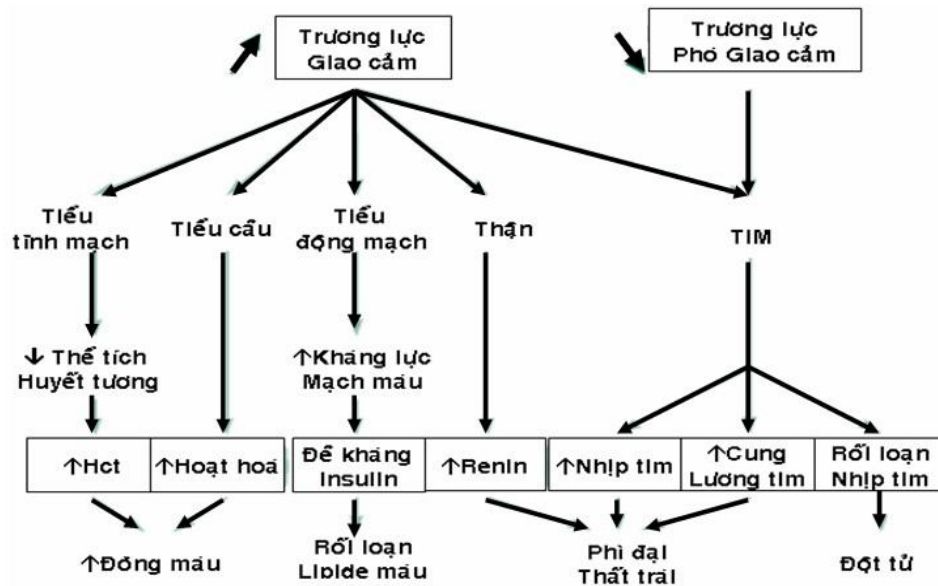 Trương lực
Giao cảm
Trương lực
Phó Giao cảm
Tiểu
tĩnh mạch
Tiểu cầu
Tiểu
động mạch
Thận
TIM
↓ Thể tích
Huyết tương
↑Kháng lực
Mạch máu
↑Hct
↑Hoạt hoá
Đề kháng
Insulin
↑Renin
↑Nhịp tim
↑Cung
Lương tim
Rối loạn
Nhịp tim
↑Đông máu
Rối loạn
Lipide máu
Phì đại
Thất trái
Đột tử